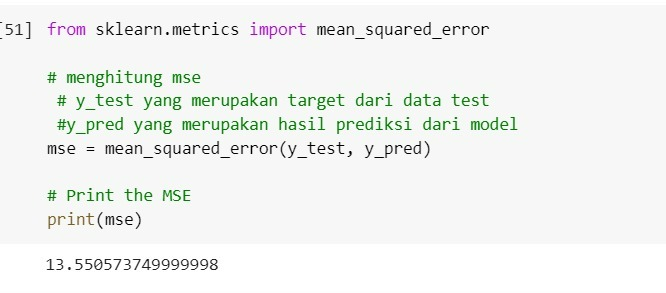 [51] from sklearn.metrics import mean_squared_error
# menghitung mse
# y_test yang merupakan target dari data test
#y_pred yang merupakan hasil prediksi dari model
mse = mean_squared_error(y_test, y_pred)
# Print the MSE
print(mse)
13.550573749999998